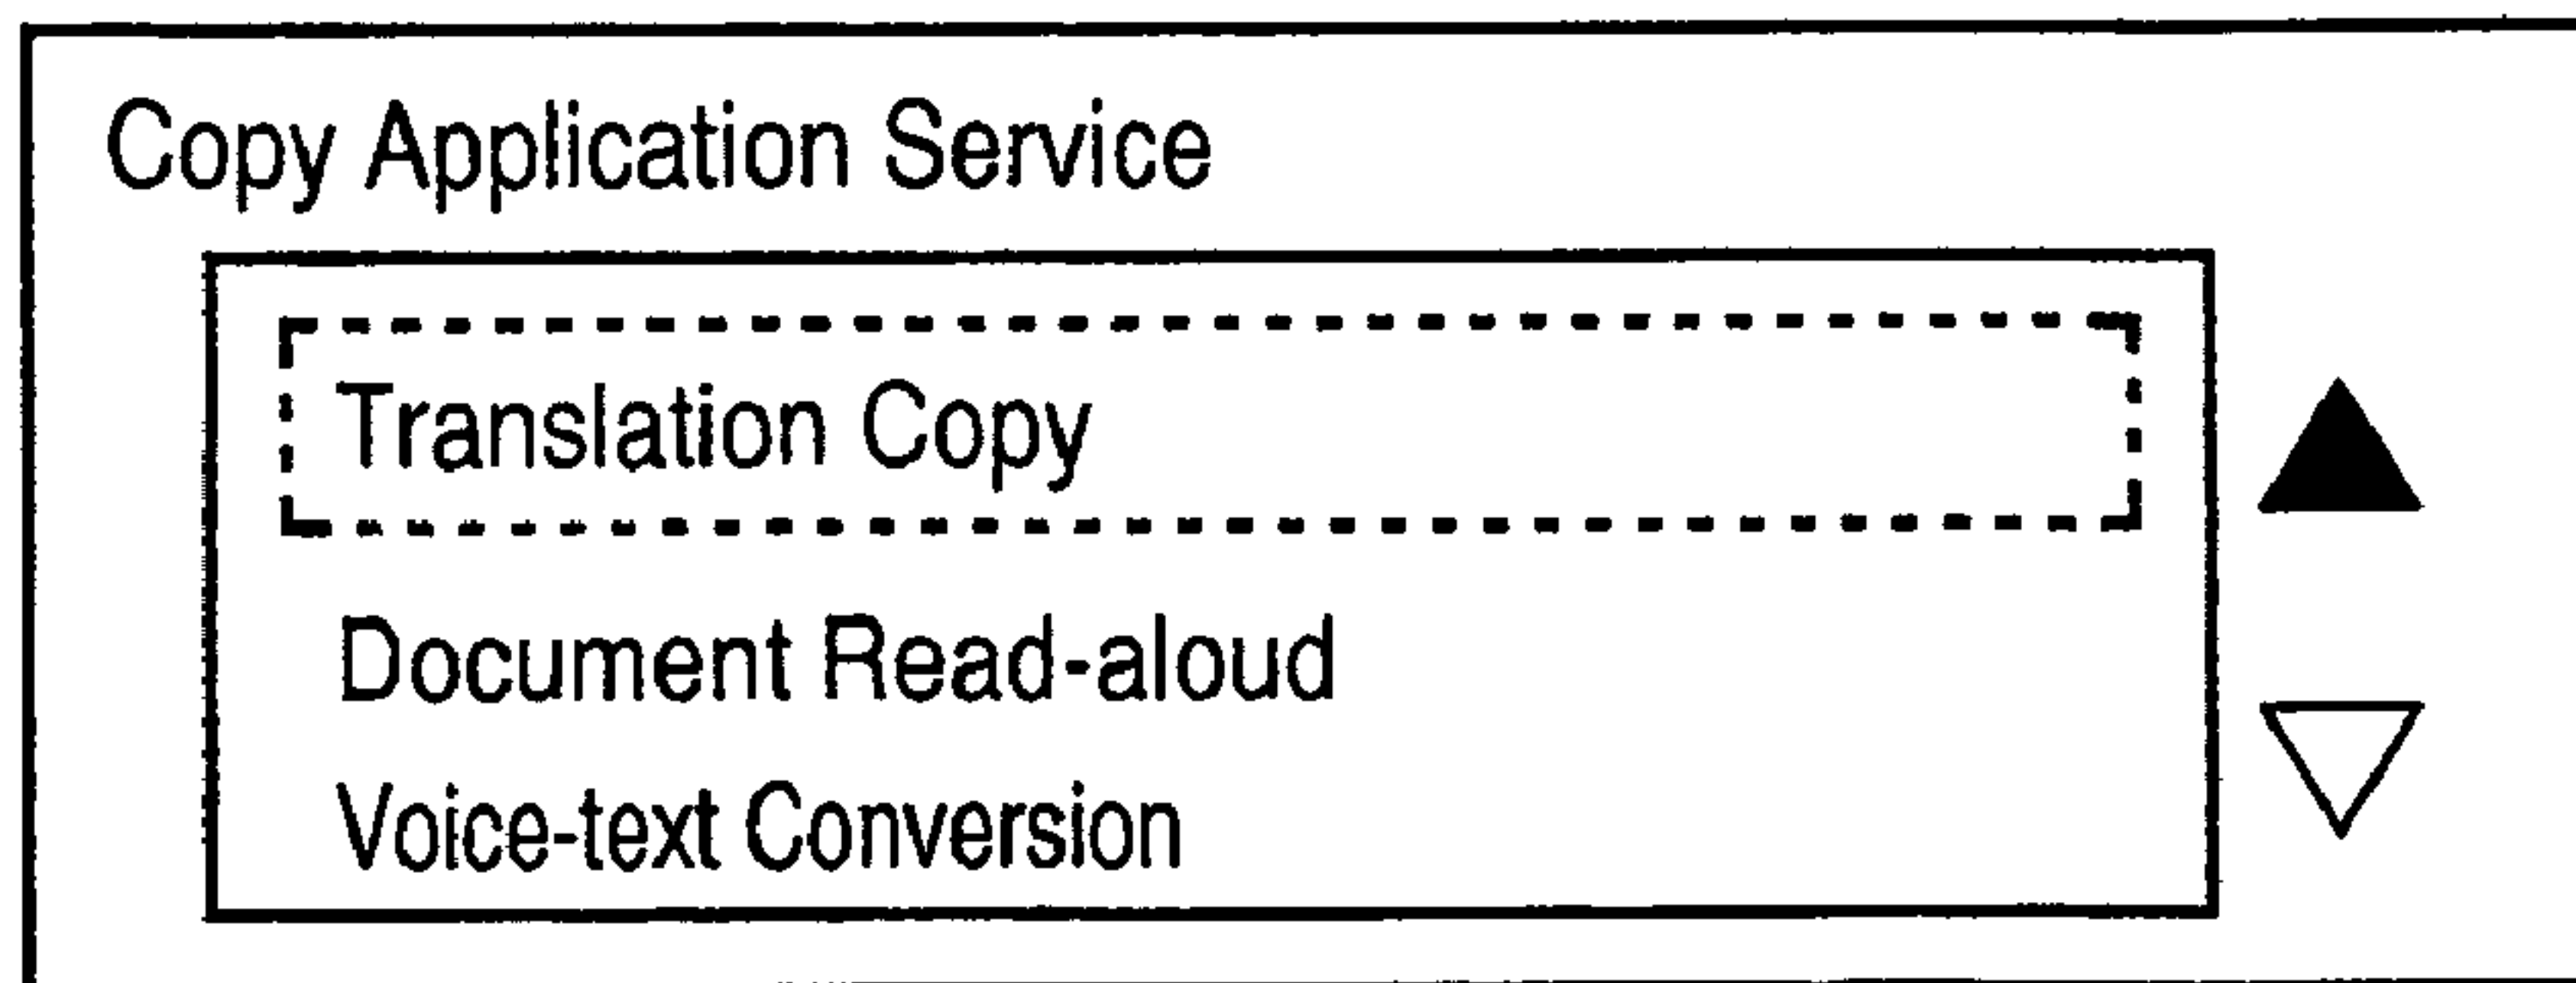 Copy Application Service
Translation Copy
Document Read-aloud
Voice-text Conversion